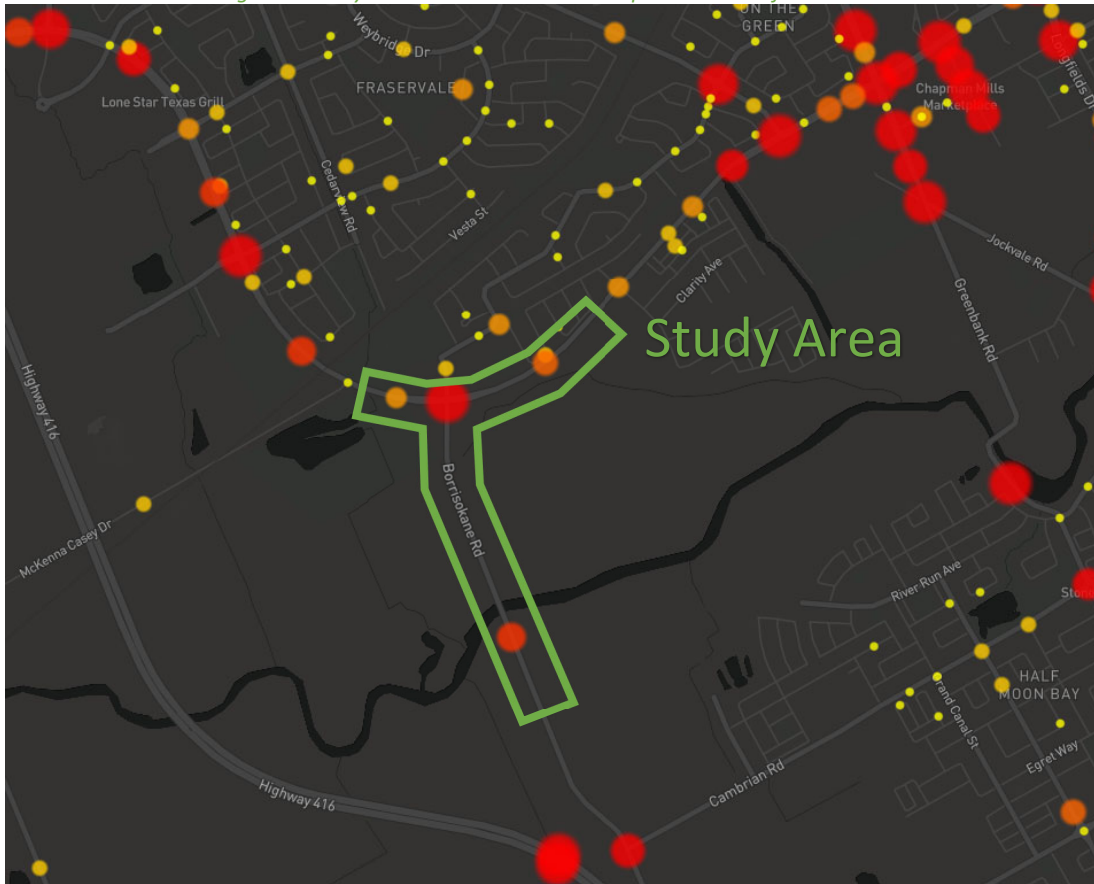 Weybridge Dr
ON THE
GREEN
Longfields Dr
Lone Star Texas Grill
FRASERVALE
Chapman Mills
Marketplace
Cedarview Rd
Vesta St
Jockvale Rd
Clarity Ave
Greenbank Rd
Study Area
Highway 416
Borrisokane Rd
McKenna Casey Dr
River Run Ave
HALF
MOON BAY
Grand Canal St
Egret Way
Cambrian Rd
Highway 416